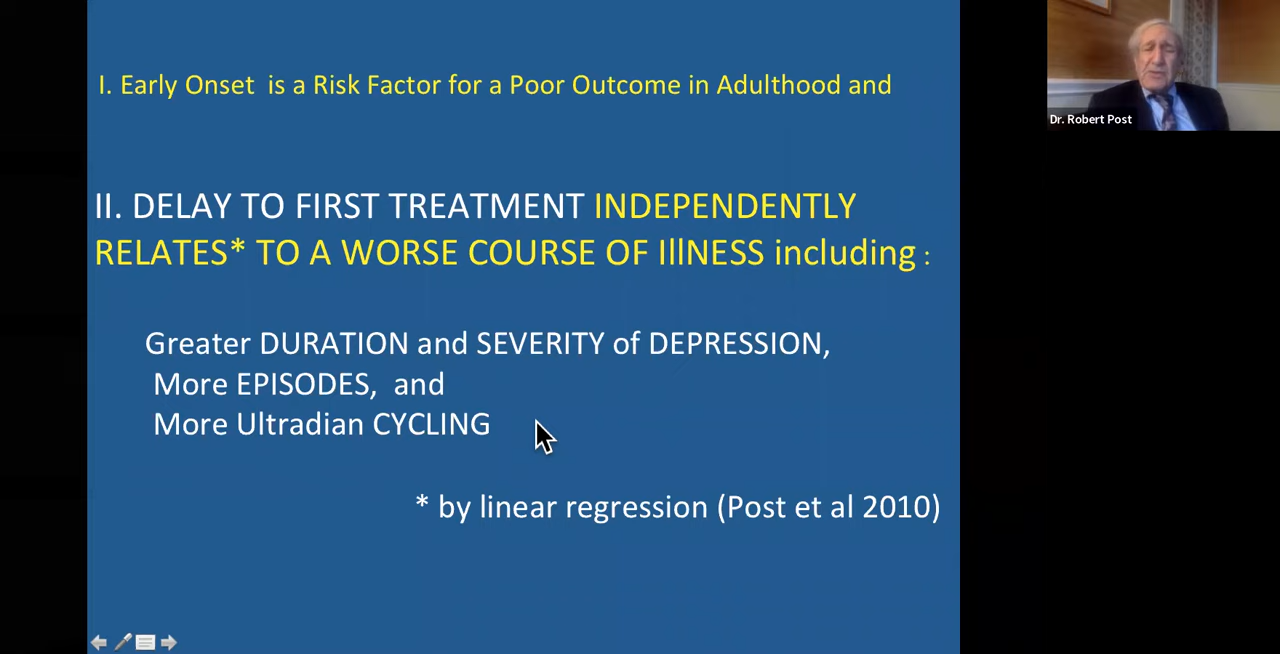 I. Early Onset is a Risk Factor for a Poor Outcome in Adulthood and
II. DELAY TO FIRST TREATMENT INDEPENDENTLY
RELATES* TO A WORSE COURSE OF IllNESS including :
Greater DURATION and SEVERITY of DEPRESSION,
More EPISODES, and
More Ultradian CYCLING
* by linear regression (Post et al 2010)
Dr. Robert Post